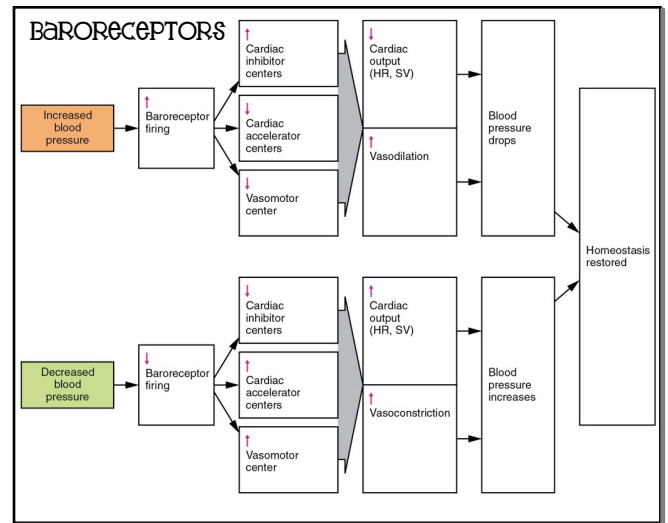 BARORECEPTORS
Increased
blood
pressure
↑
Baroreceptor
firing
↑
Cardiac
inhibitor
centers
↓
Cardiac
accelerator
centers
↓
Vasomotor
center
↓
Cardiac
output
(HR, SV)
↑
Vasodilation
Blood
pressure
drops
Homeostasis
restored
Decreased
blood
pressure
↓
Baroreceptor
firing
↓
Cardiac
inhibitor
centers
↑
Cardiac
accelerator
centers
↑
Vasomotor
center
↑
Cardiac
output
(HR, SV)
↑
Vasoconstriction
Blood
pressure
increases